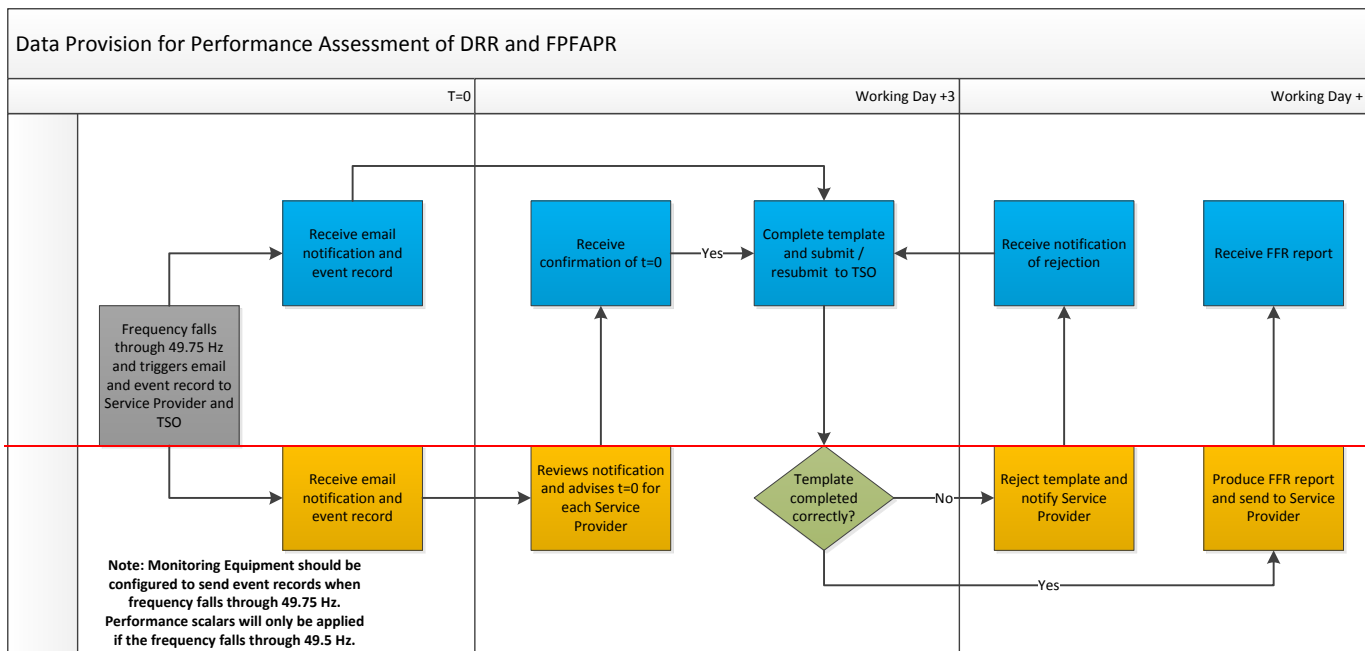 Data Provision for Performance Assessment of DRR and FPFAPR
T=0
Working Day +3
Working Day +
Receive email
notification and
event record
Receive
confirmation of t=0
Yes
Complete template
and submit /
resubmit to TSO
Receive notification
of rejection
Receive FFR report
Frequency falls
through 49.75 Hz
and triggers email
and event record to
Service Provider and
TSO
Receive email
notification and
event record
Reviews notification
and advises t=0 for
each Service
Provider
Template
completed
correctly?
No
Reject template and
notify Service
Provider
Produce FFR report
and send to Service
Provider
Yes
Note: Monitoring Equipment should be
configured to send event records when
frequency falls through 49.75 Hz.
Performance scalars will only be applied
if the frequency falls through 49.5 Hz.